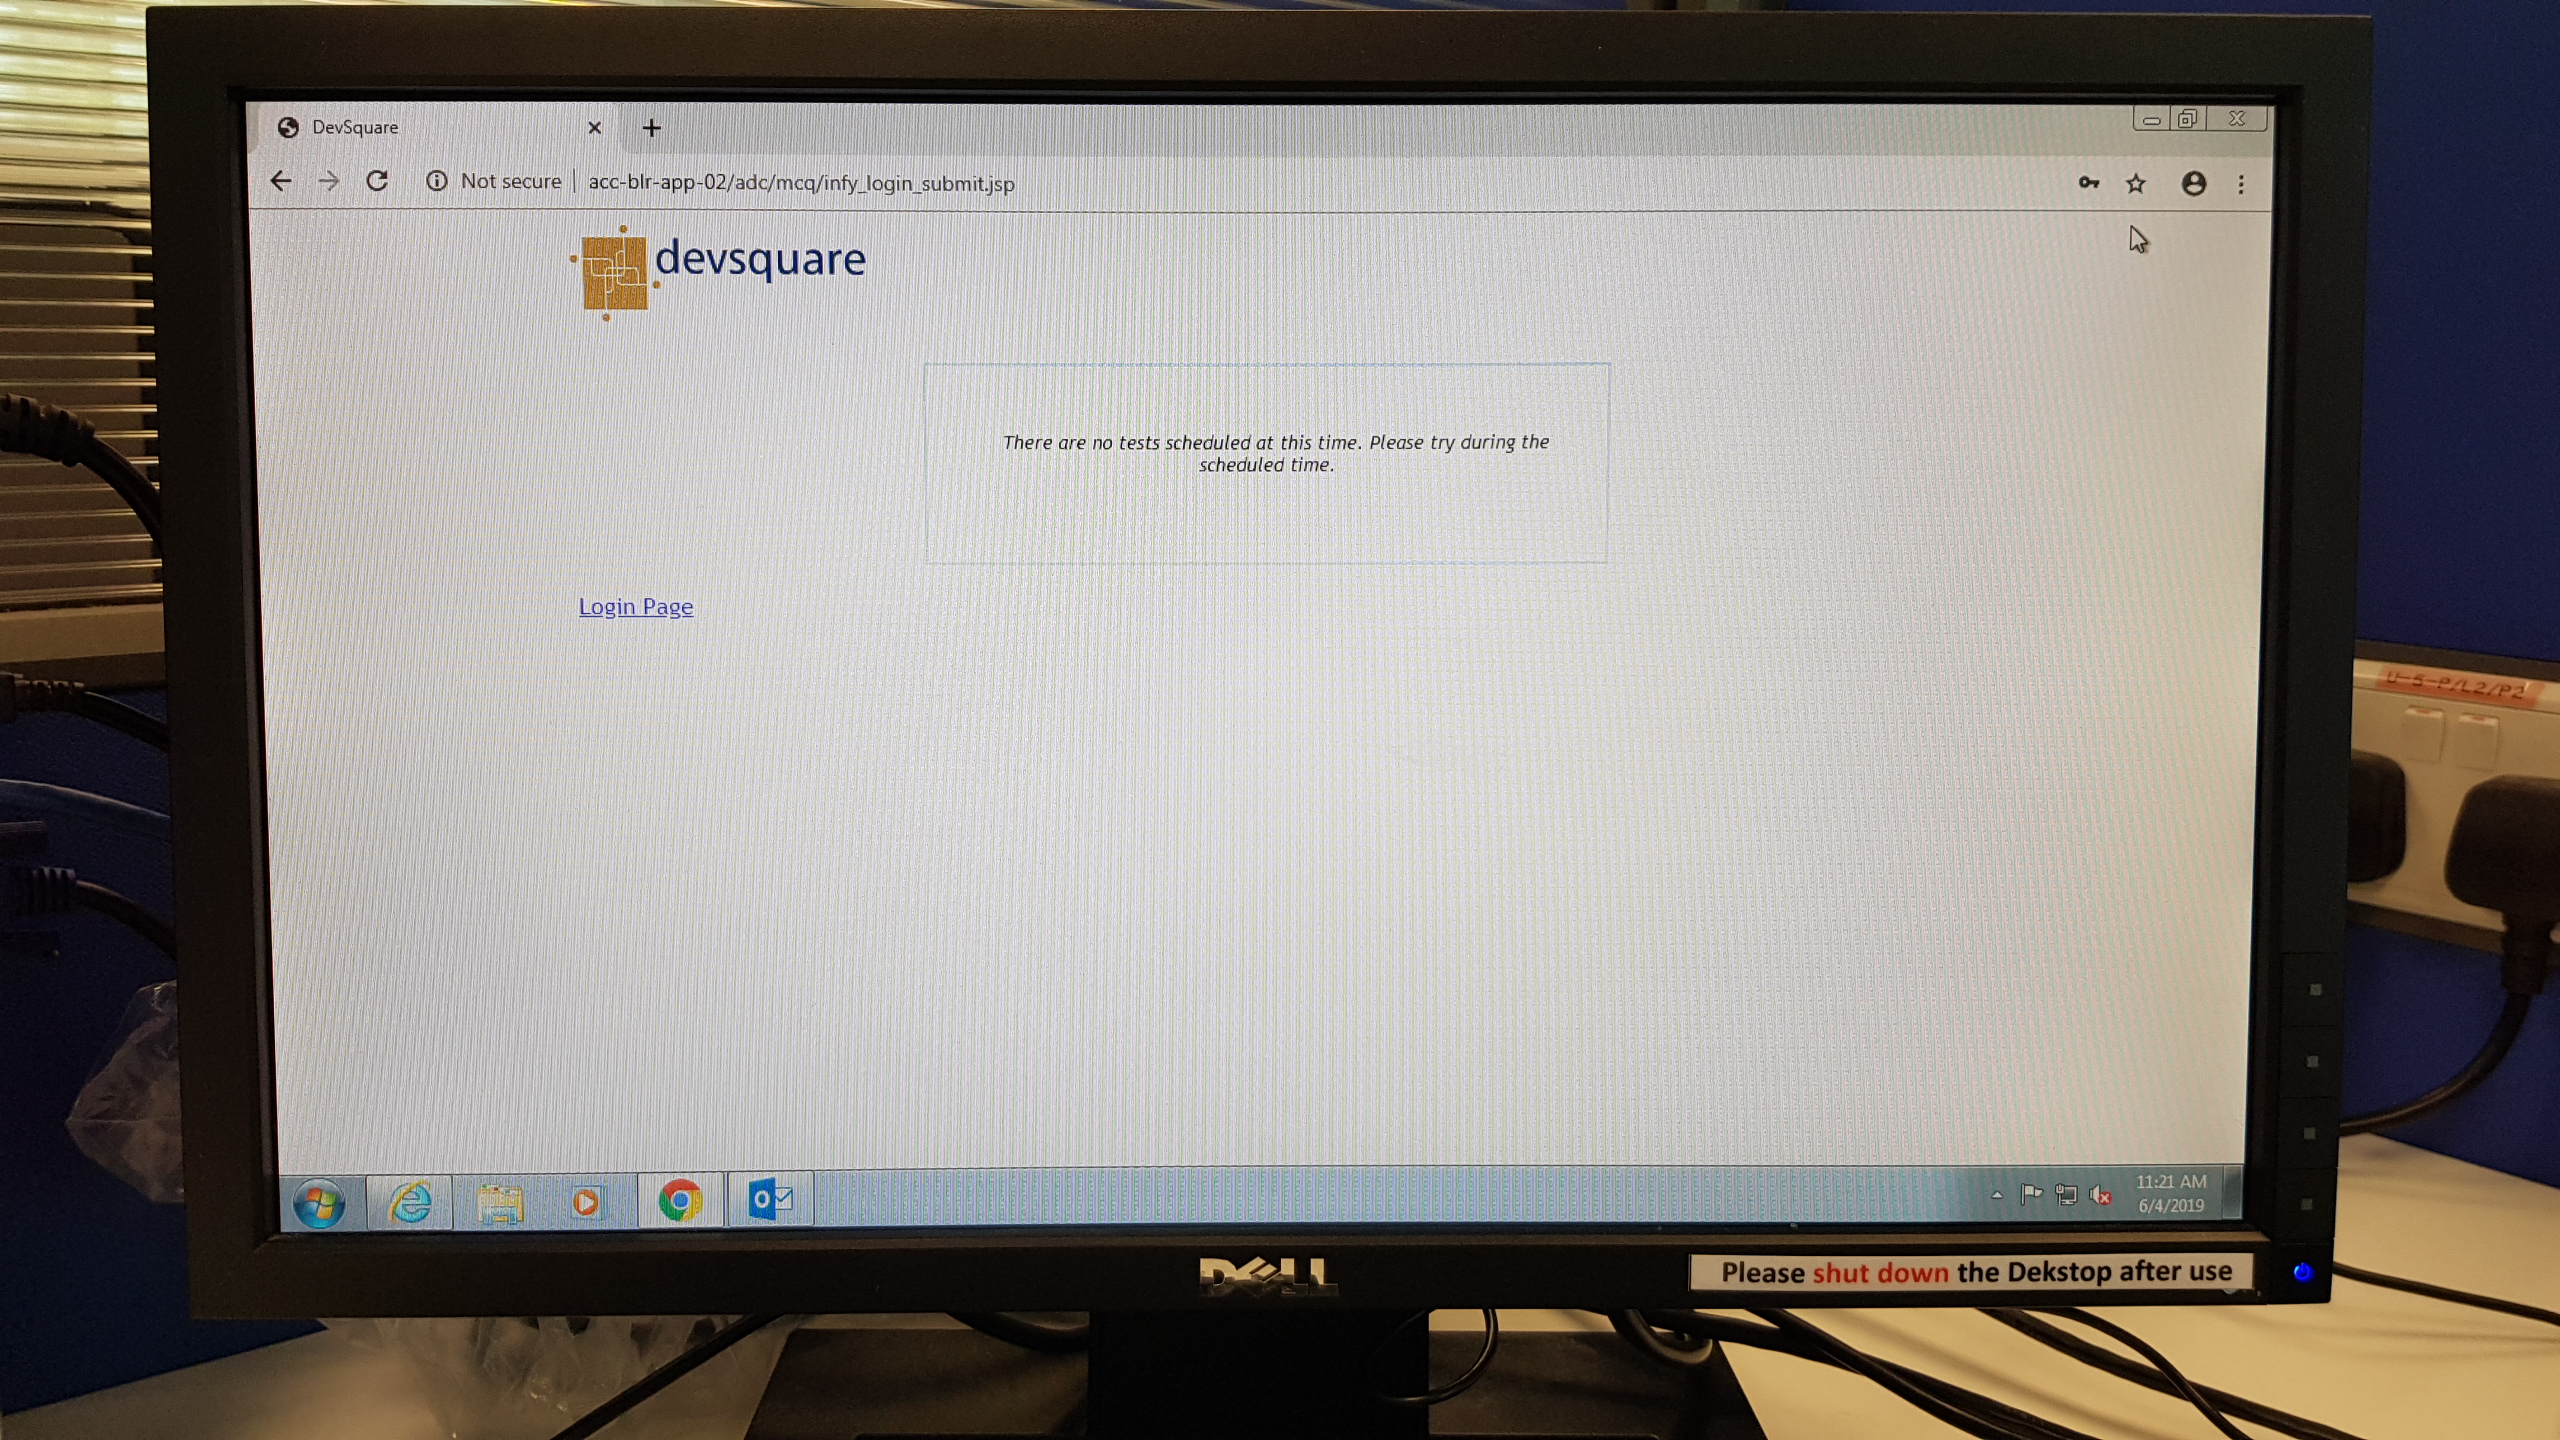 DevSquare
Not secure
acc-blr-app-02/adc/mcq/infy_login_submit.jsp
devsquare
There are no tests scheduled at this time. Please try during the
scheduled time.
Login Page
U-5-P/L2/P2
11:21 AM
6/4/2019
DELL
Please shut down the Dekstop after use